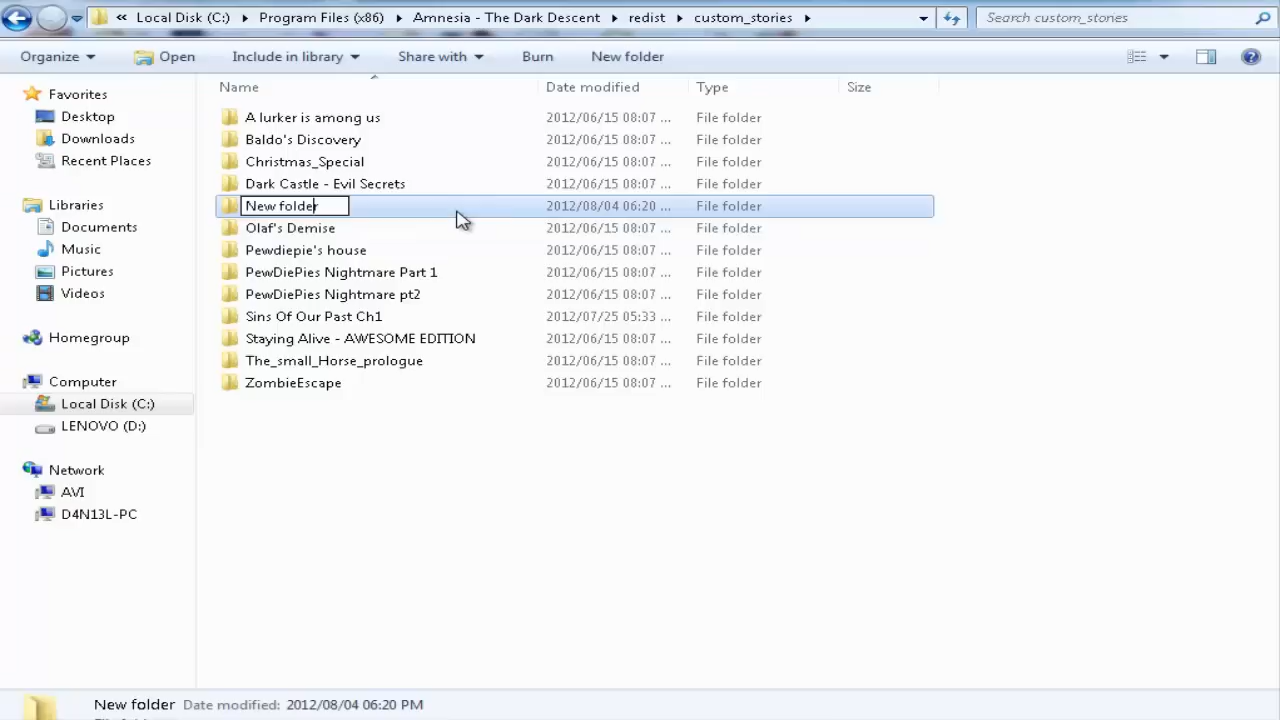 « Local Disk (C:) Program Files (x86) Amnesia - The Dark Descent redist custom_stories Search custom_stories
Organize Open Include in library Share with Burn New folder
Name Date modified Type Size
Favorites
Desktop
Downloads
Recent Places
Libraries
Documents
Music
Pictures
Videos
Homegroup
Computer
Local Disk (C:)
LENOVO (D:)
Network
AVI
D4N13L-PC
A lurker is among us 2012/06/15 08:07 ... File folder
Baldo's Discovery 2012/06/15 08:07 ... File folder
Christmas_Special 2012/06/15 08:07 ... File folder
Dark Castle - Evil Secrets 2012/06/15 08:07 ... File folder
New folder 2012/08/04 06:20 ... File folder
Olaf's Demise 2012/06/15 08:07 ... File folder
Pewdiepie's house 2012/06/15 08:07 ... File folder
PewDiePies Nightmare Part 1 2012/06/15 08:07 ... File folder
PewDiePies Nightmare pt2 2012/06/15 08:07 ... File folder
Sins Of Our Past Ch1 2012/07/25 05:33 ... File folder
Staying Alive - AWESOME EDITION 2012/06/15 08:07 ... File folder
The_small_Horse_prologue 2012/06/15 08:07 ... File folder
ZombieEscape 2012/06/15 08:07 ... File folder
New folder Date modified: 2012/08/04 06:20 PM